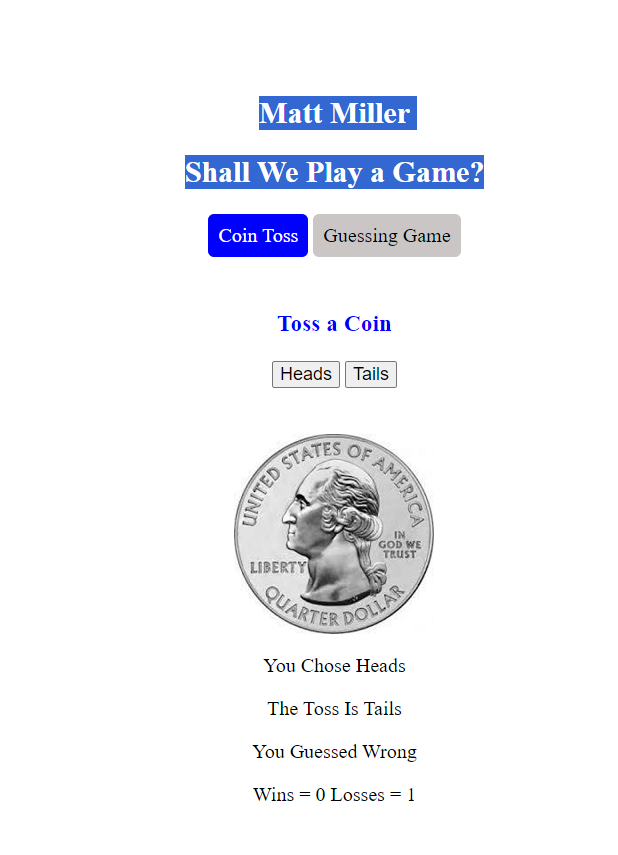 Matt Miller
Shall We Play a Game?
Coin Toss Guessing Game
Toss a Coin
Heads Tails
UNITED STATES OF AMERICA
IN
GOD WE
TRUST
LIBERTY
QUARTER DOLLAR
You Chose Heads
The Toss Is Tails
You Guessed Wrong
Wins = 0 Losses = 1